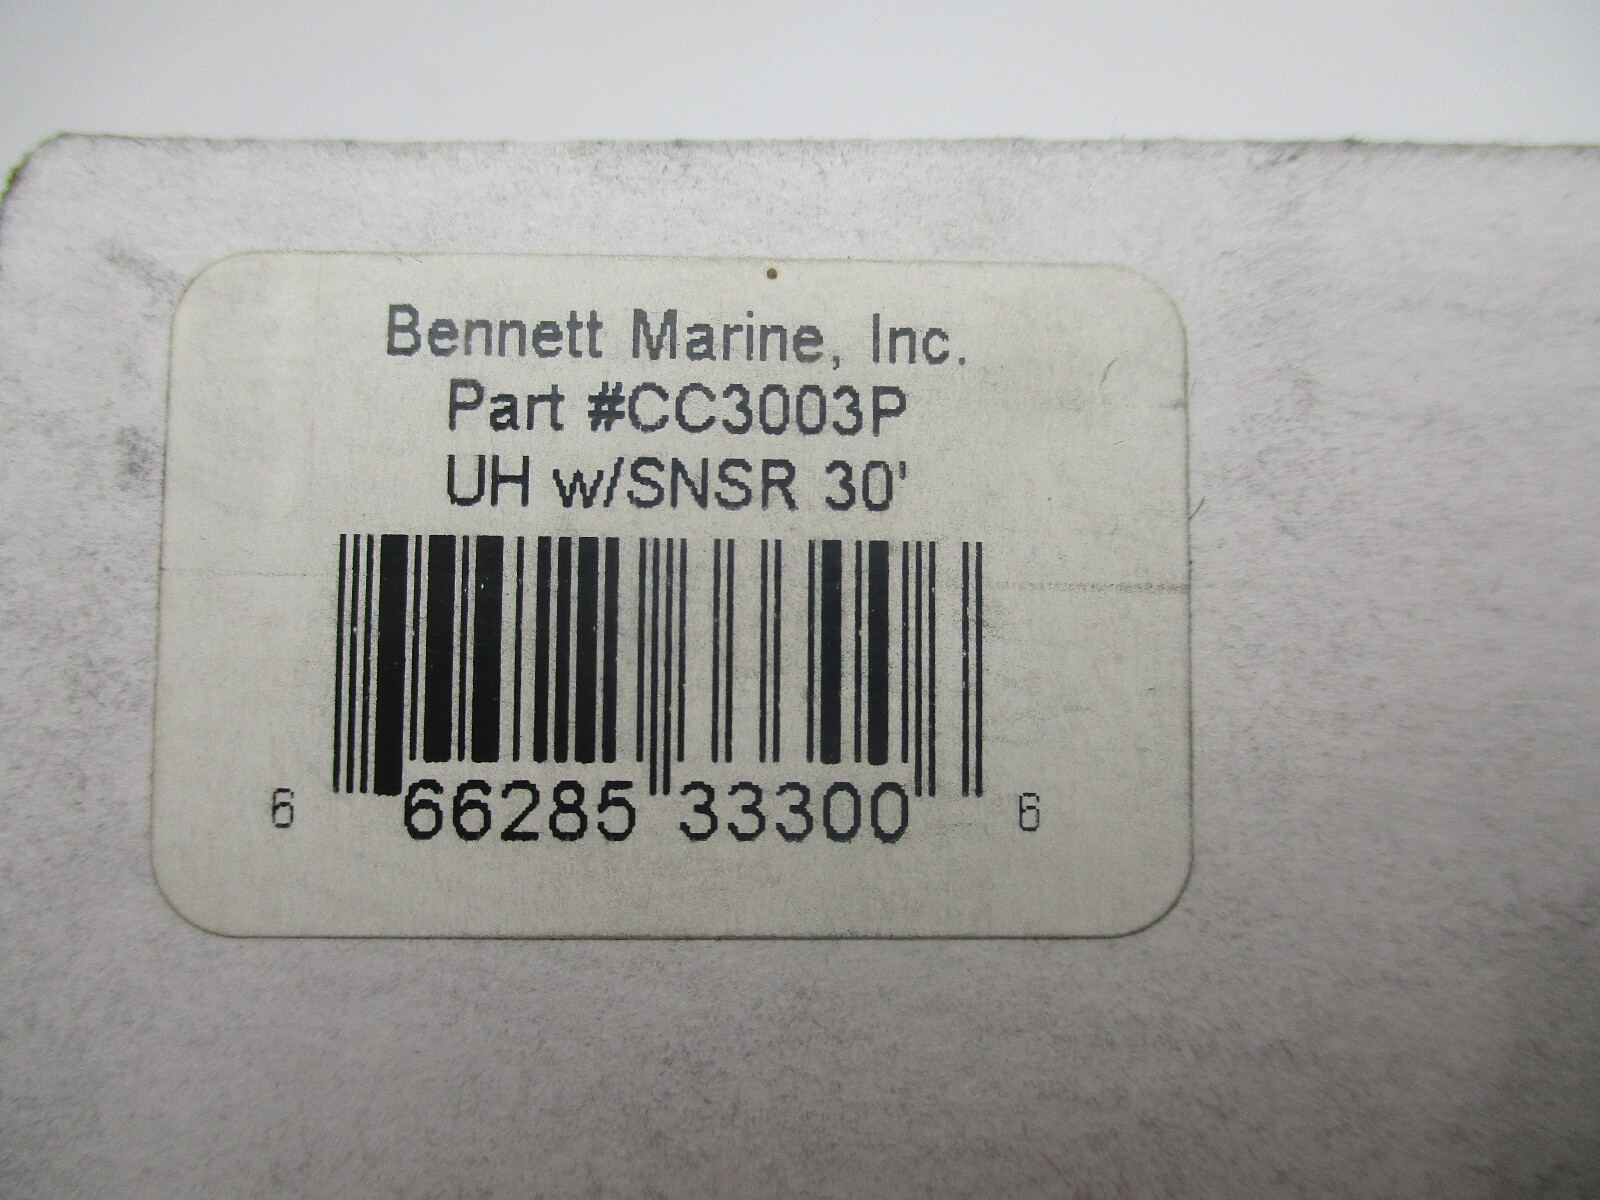 Bennett Marine, Inc.
Part #CC3003P
UH w/SNSR 30'
6 66285 33300 6